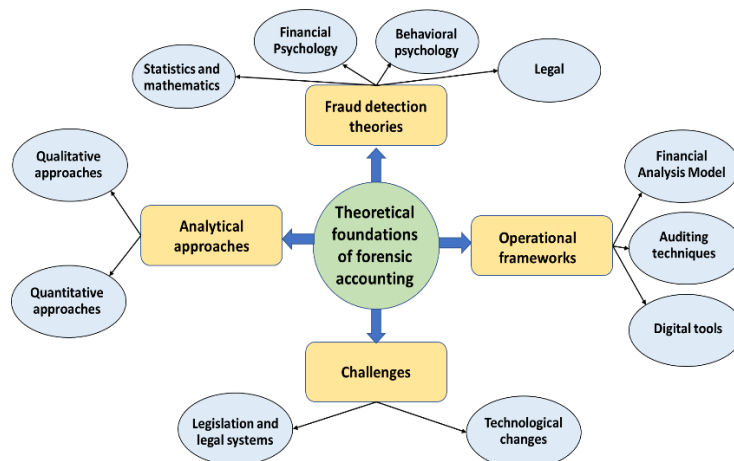 Financial
Psychology
Behavioral
psychology
Statistics and
mathematics
Legal
Fraud detection
theories
Qualitative
approaches
Financial
Analysis Model
Analytical
approaches
Theoretical
foundations
of forensic
accounting
Operational
frameworks
Auditing
techniques
Quantitative
approaches
Digital tools
Challenges
Legislation and
legal systems
Technological
changes